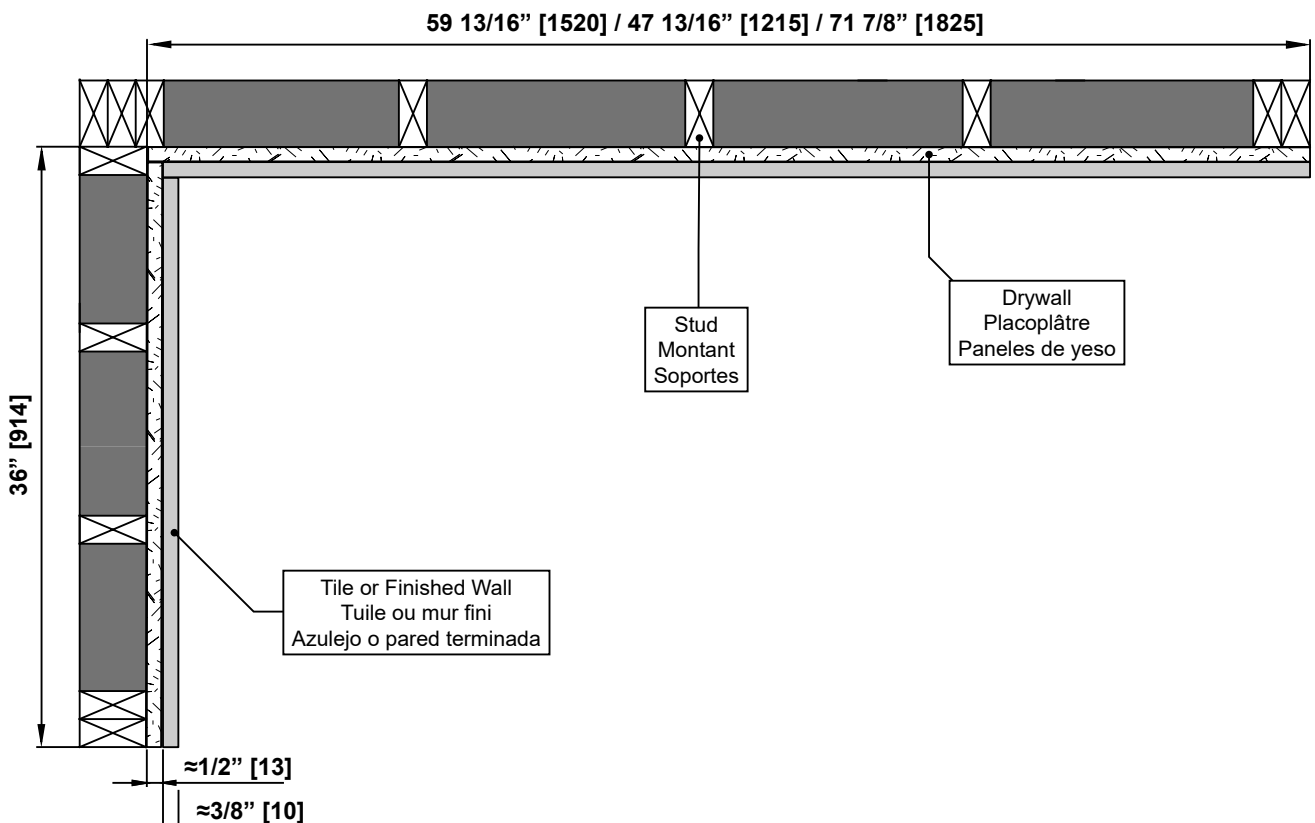 59 13/16” [1520] / 47 13/16” [1215] / 71 7/8” [1825]
Stud
Montant
Soportes
Drywall
Placoplâtre
Paneles de yeso
36” [914]
Tile or Finished Wall
Tuile ou mur fini
Azulejo o pared terminada
≈1/2” [13]
≈3/8” [10]